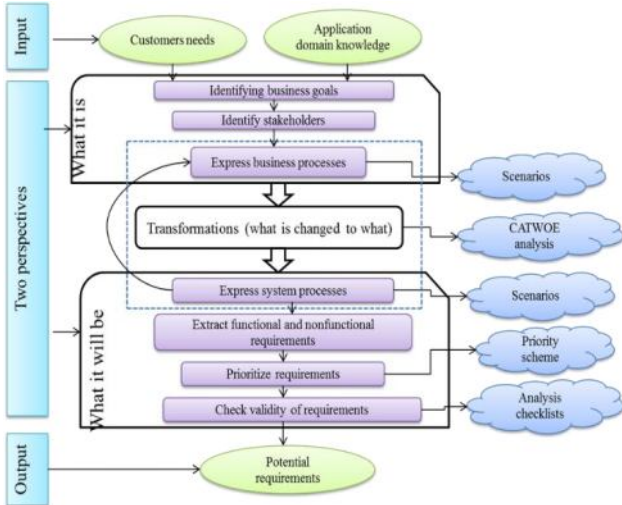 Input
Customers needs
Application
domain knowledge
Two perspectives
What it is
Identifying business goals
Identify stakeholders
Express business processes
Scenarios
Transformations (what is changed to what)
CATWOE
analysis
What it will be
Express system processes
Scenarios
Extract functional and nonfunctional
requirements
Prioritize requirements
Priority
scheme
Check validity of requirements
Analysis
checklists
Output
Potential
requirements